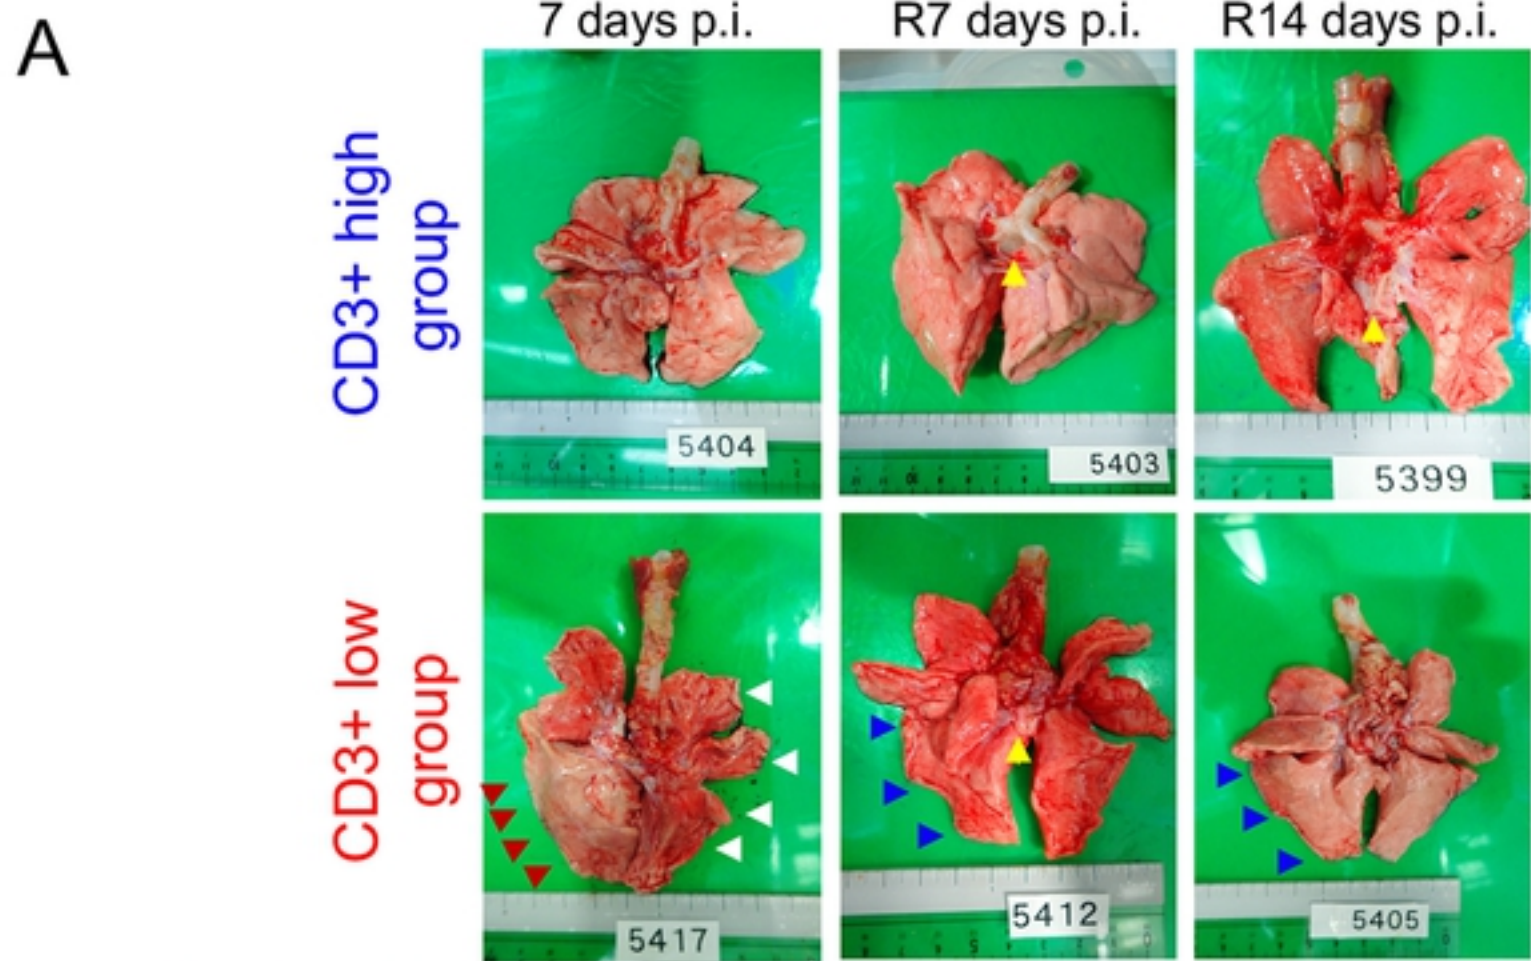 A
7 days p.i.
R7 days p.i.
R14 days p.i.
CD3+ high
group
5404
5403
5399
CD3+ low
group
5417
5412
5405